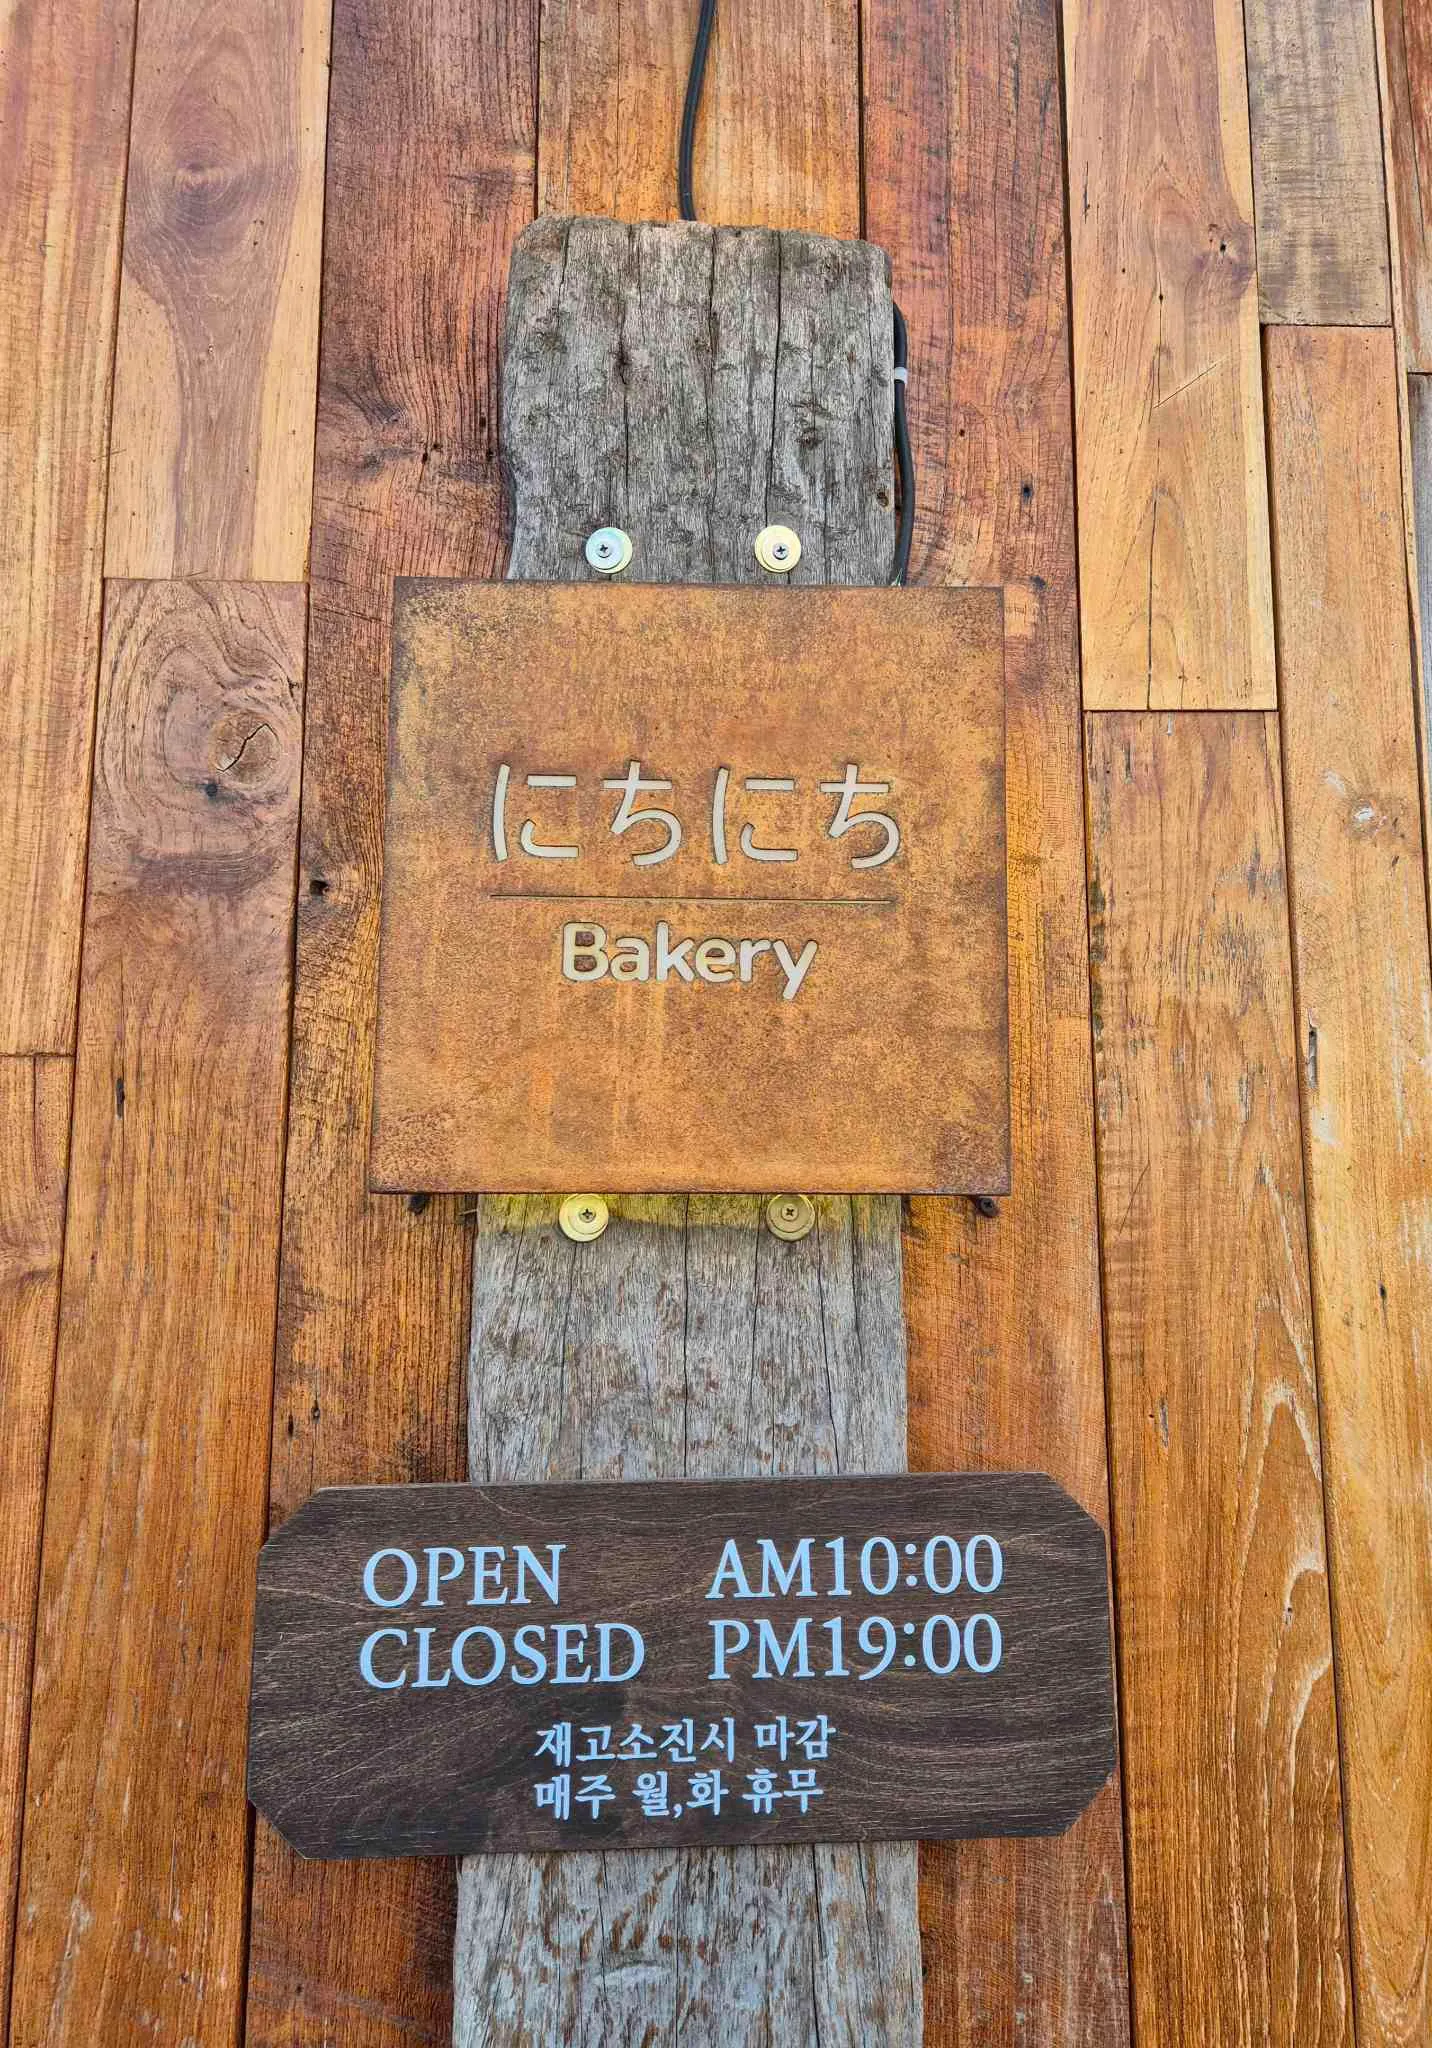 にちにち
Bakery
OPEN AM10:00
CLOSED PM19:00
재고소진시 마감
매주 월,화 휴무